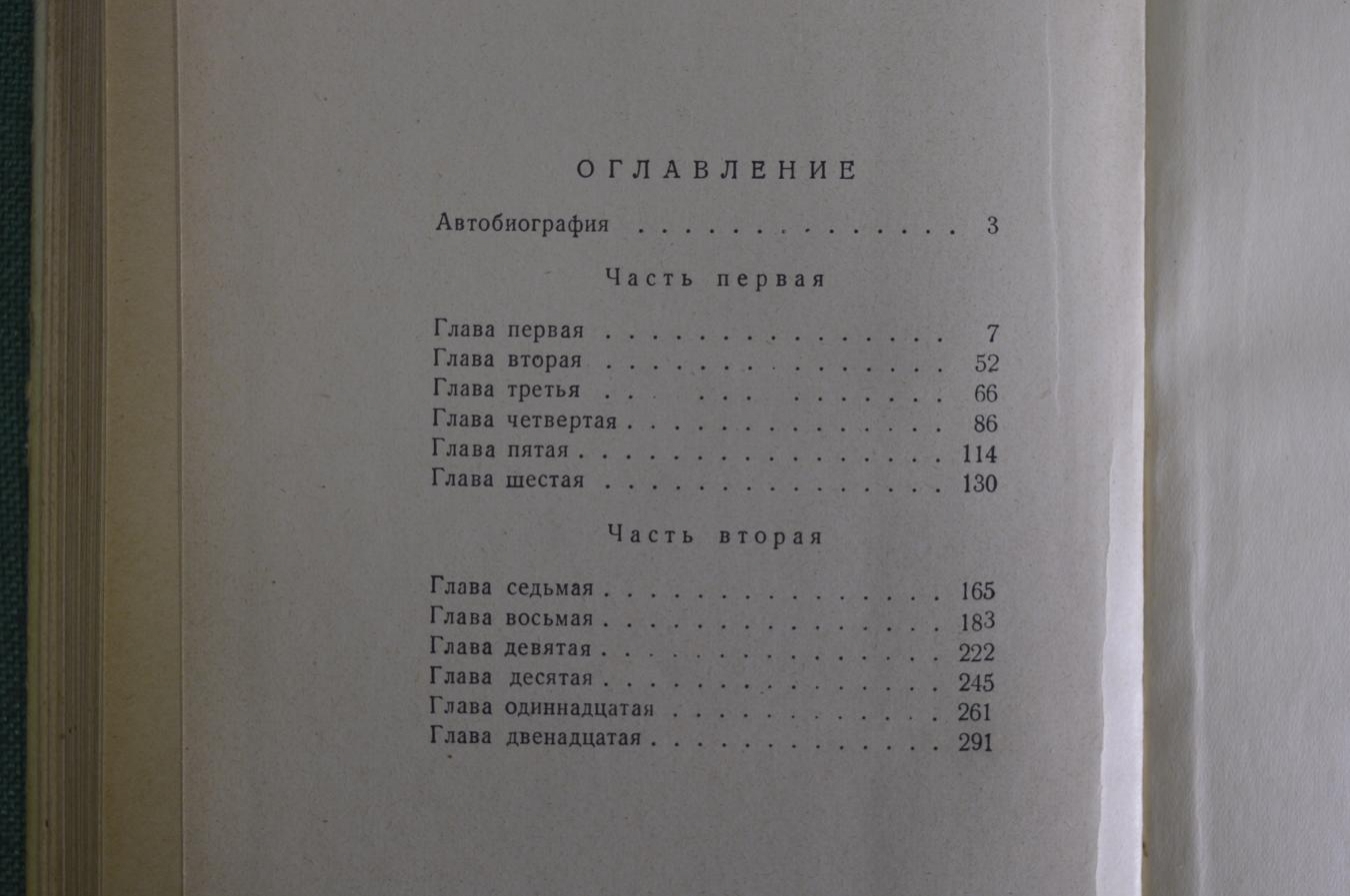 ОГЛАВЛЕНИЕ
Автобиография . . . . . . . . . . . . . . 3
Часть первая
Глава первая . . . . . . . . . . . . . . . 7
Глава вторая . . . . . . . . . . . . . . . 52
Глава третья . . . . . . . . . . . . . . . 66
Глава четвертая . . . . . . . . . . . . . . 86
Глава пятая . . . . . . . . . . . . . . . . 114
Глава шестая . . . . . . . . . . . . . . . 130
Часть вторая
Глава седьмая . . . . . . . . . . . . . . . 165
Глава восьмая . . . . . . . . . . . . . . . 183
Глава девятая . . . . . . . . . . . . . . . 222
Глава десятая . . . . . . . . . . . . . . . 245
Глава одиннадцатая . . . . . . . . . . . . 261
Глава двенадцатая . . . . . . . . . . . . . 291